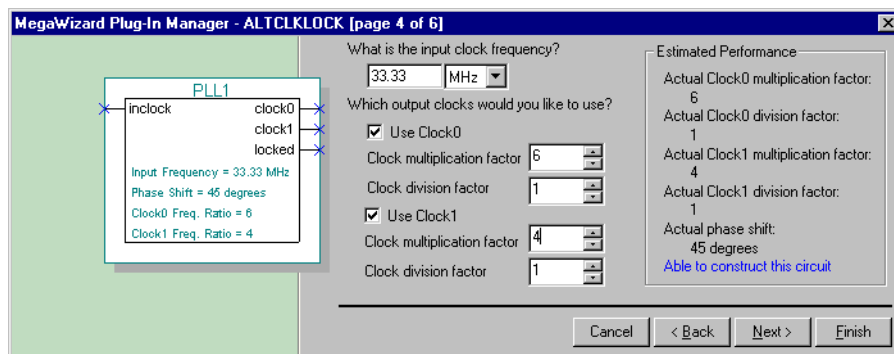 MegaWizard Plug-In Manager - ALTCLKLOCK [page 4 of 6]
PLL1
inclock
clock0
clock1
locked
Input Frequency = 33.33 MHz
Phase Shift = 45 degrees
Clock0 Freq. Ratio = 6
Clock1 Freq. Ratio = 4
What is the input clock frequency?
33.33 MHz
Which output clocks would you like to use?
Use Clock0
Clock multiplication factor 6
Clock division factor 1
Use Clock1
Clock multiplication factor 4
Clock division factor 1
Estimated Performance
Actual Clock0 multiplication factor:
6
Actual Clock0 division factor:
1
Actual Clock1 multiplication factor:
4
Actual Clock1 division factor:
1
Actual phase shift:
45 degrees
Able to construct this circuit
Cancel < Back Next > Finish